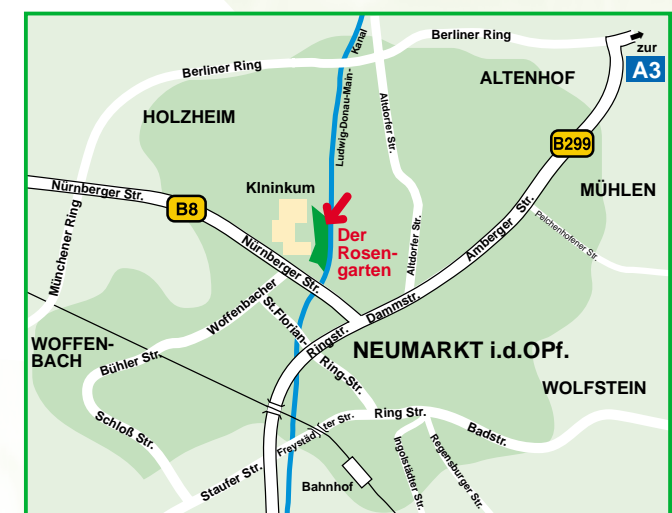 Berliner Ring
zur
A3
Berliner Ring
ALTENHOF
Ludwig-Donau-Main-Kanal
Altdorfer Str.
HOLZHEIM
B299
MÜHLEN
Nürnberger Str.
B8
Klninkum
Münchener Ring
Amberger Str.
Pelchenhofener Str.
Der
Rosen-
garten
Nürnberger Str.
Altdorfer Str.
Woffenbacher
Dammstr.
St.Florian-
Ringstr.
WOFFEN-
BACH
NEUMARKT i.d.OPf.
Bühler Str.
Ring-Str.
WOLFSTEIN
Schloß Str.
Freystädter Str.
Ring Str.
Badstr.
Ingolstädter Str.
Regensburger Str.
Staufer Str.
Bahnhof